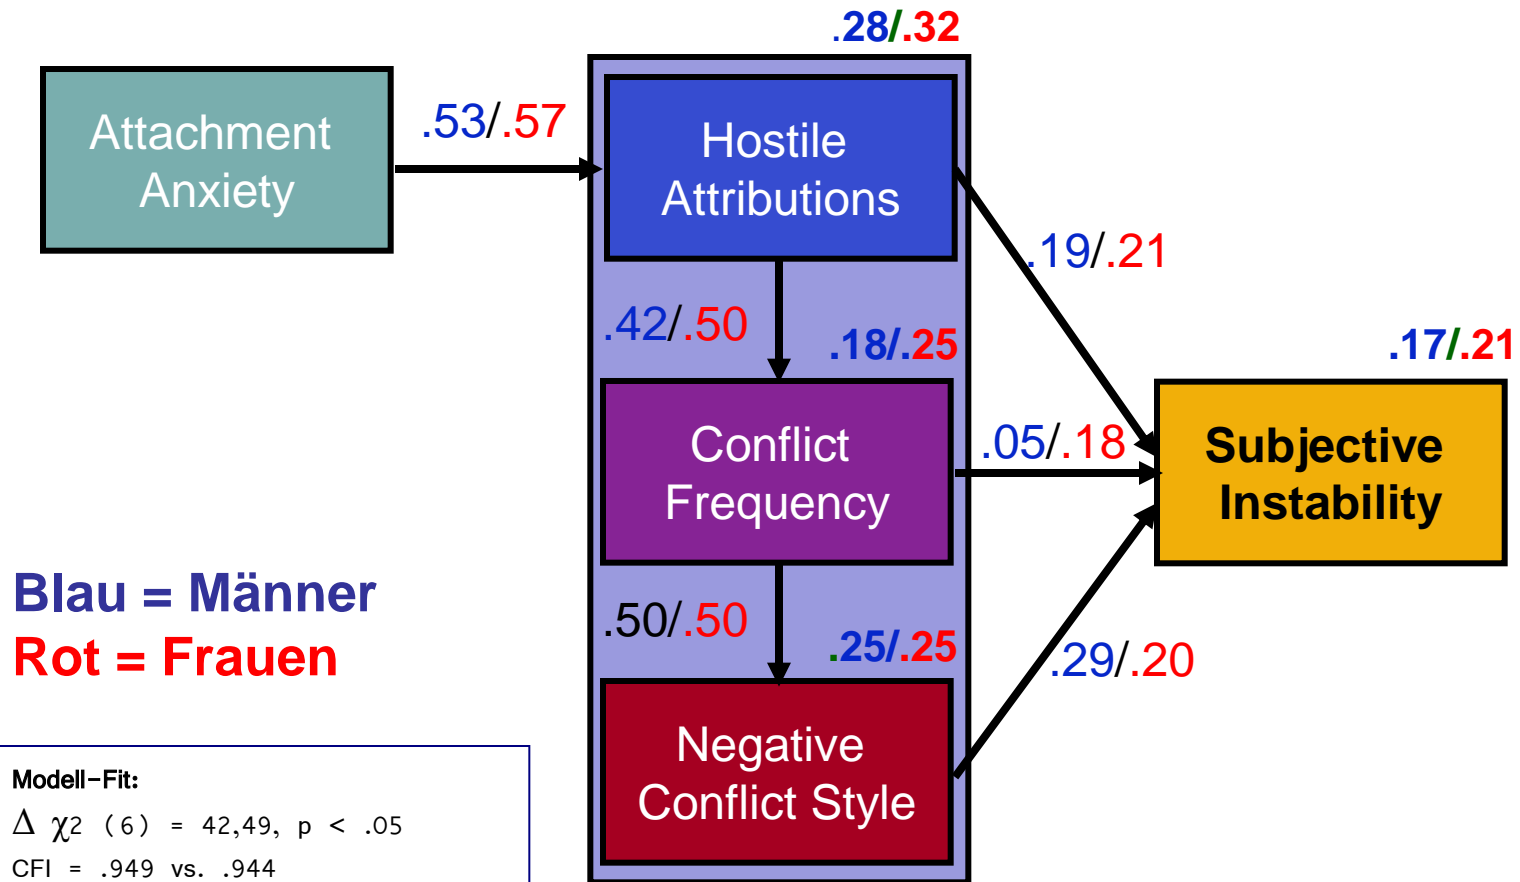 .28/.32
Attachment
Anxiety
.53/.57
Hostile
Attributions
.19/.21
.42/.50
.18/.25
.17/.21
Conflict
Frequency
.05/.18
Subjective
Instability
Blau = Männer
Rot = Frauen
.50/.50
.25/.25
.29/.20
Negative
Conflict Style
Modell-Fit:
Δ χ2 (6) = 42,49, p < .05
CFI = .949 vs. .944